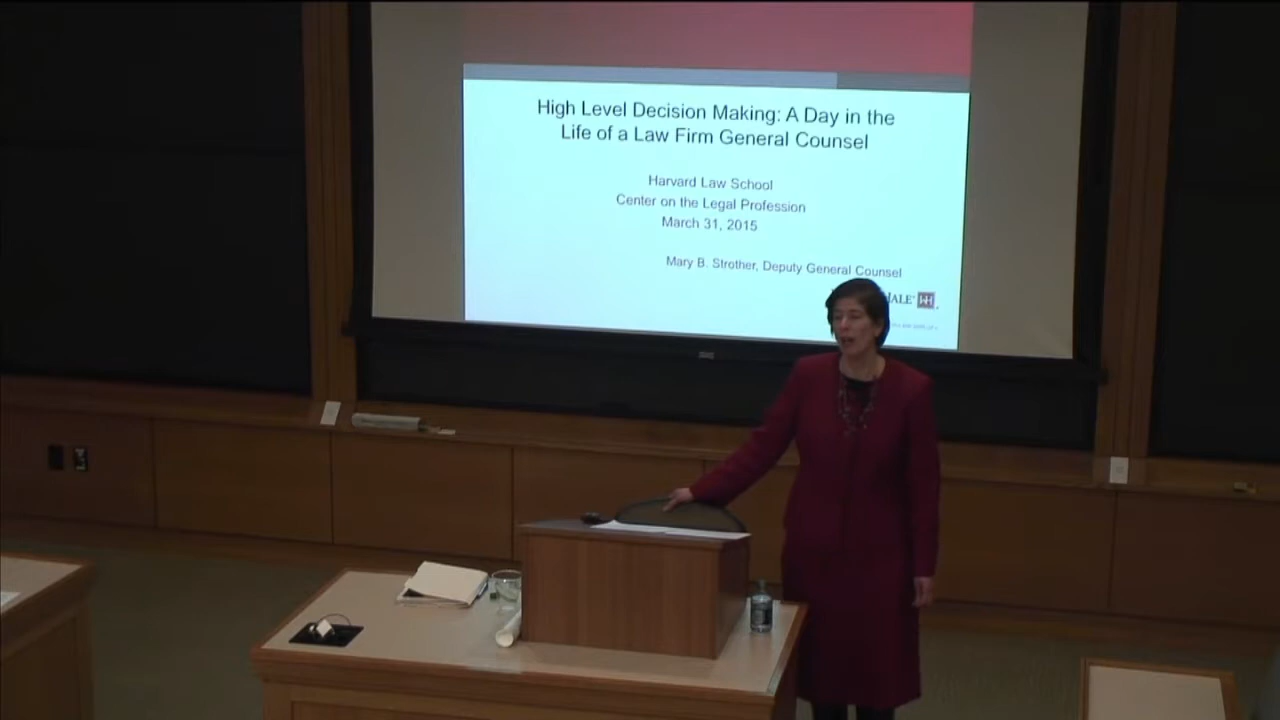 High Level Decision Making: A Day in the
Life of a Law Firm General Counsel
Harvard Law School
Center on the Legal Profession
March 31, 2015
Mary B. Strother, Deputy General Counsel
ALE